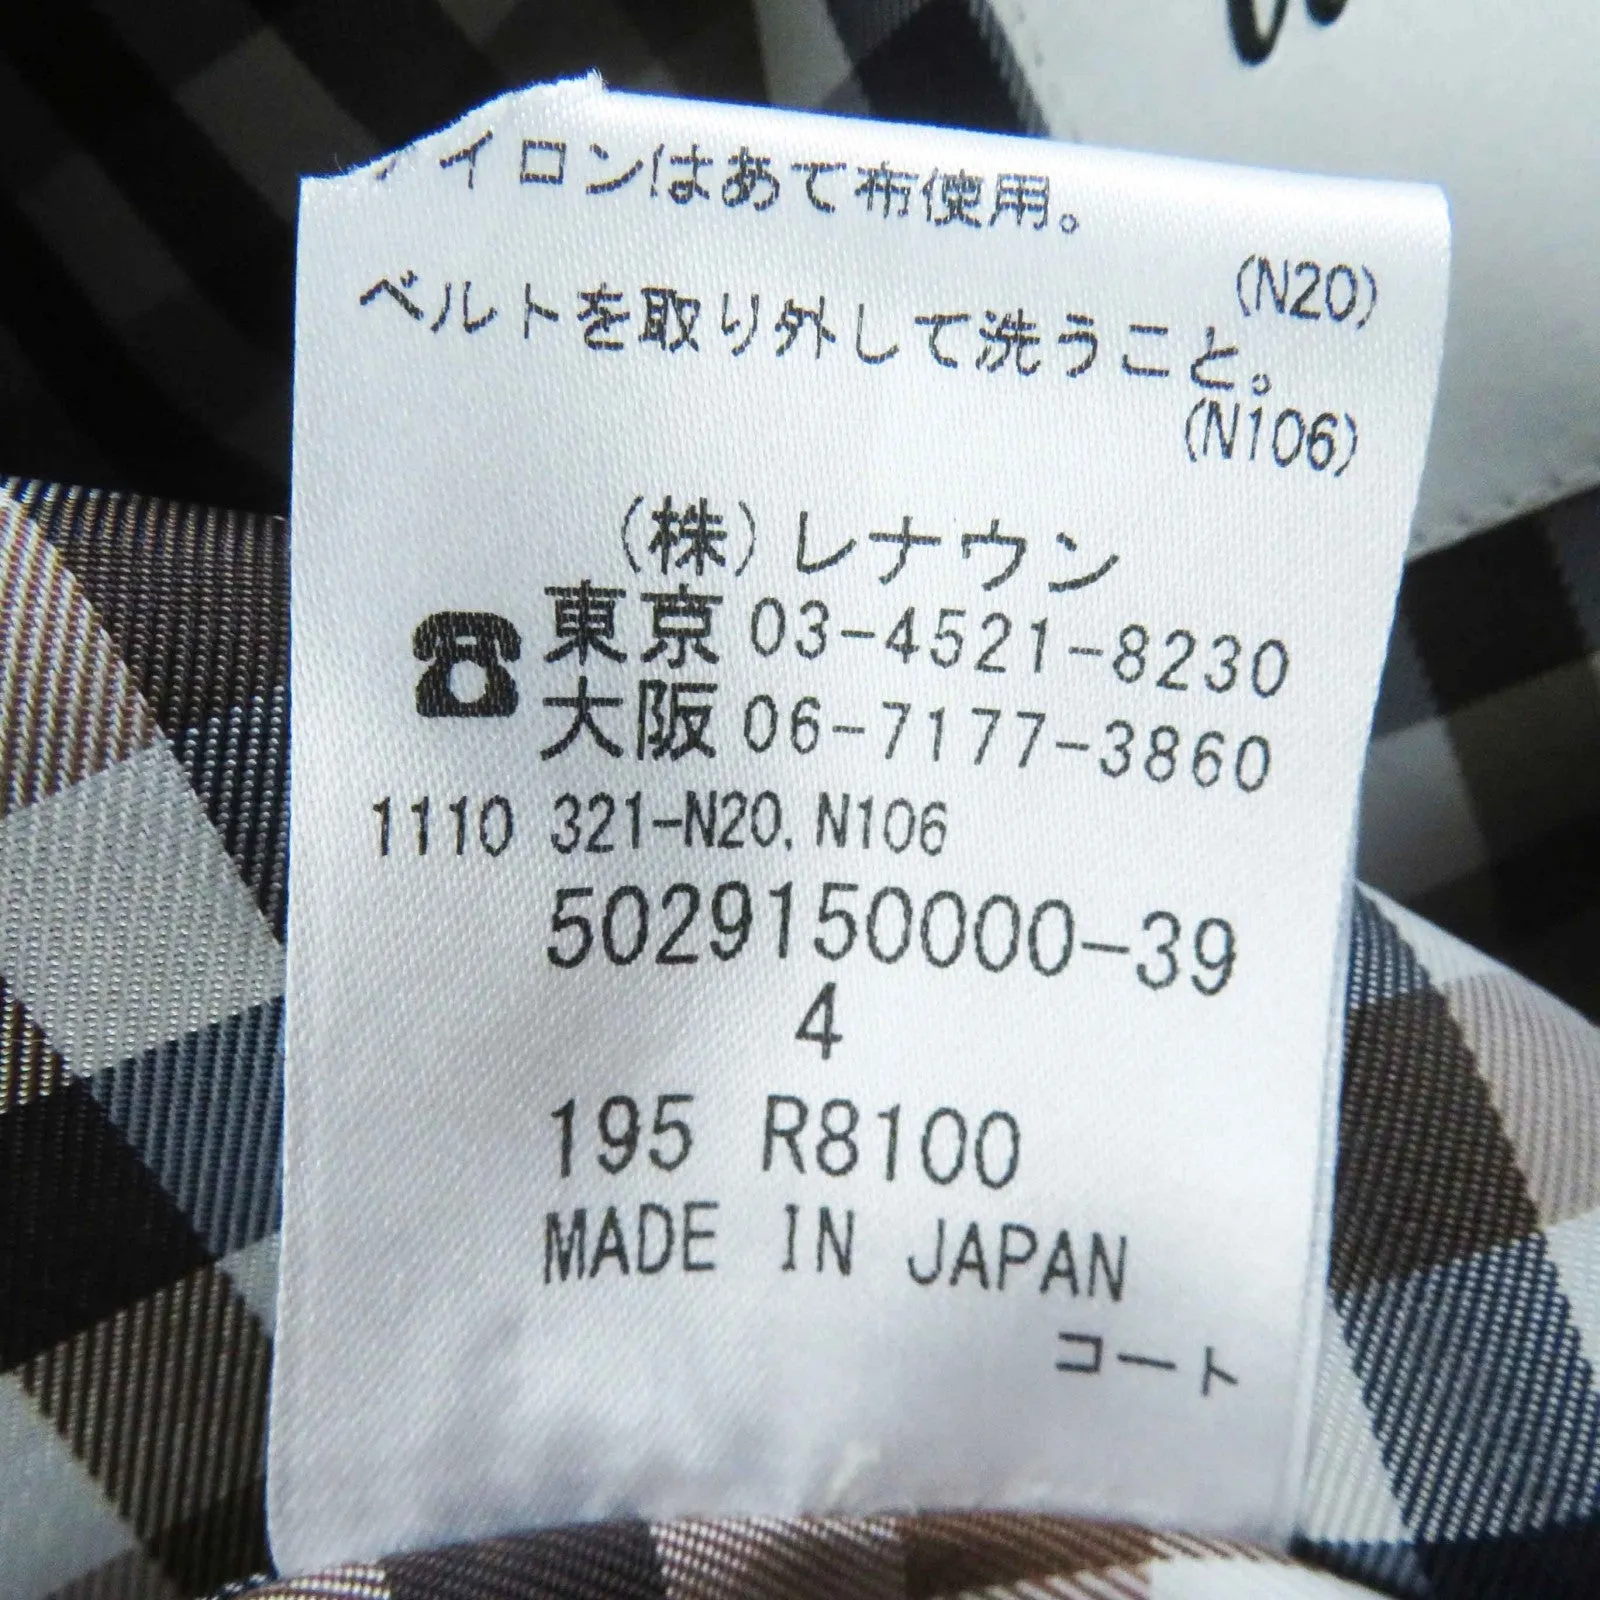 アイロンはあて布使用。
(N20)
ベルトを取り外して洗うこと。
(N106)
(株)レナウン
☎東京 03-4521-8230
大阪 06-7177-3860
1110 321-N20.N106
5029150000-39
4
195 R8100
MADE IN JAPAN
コート